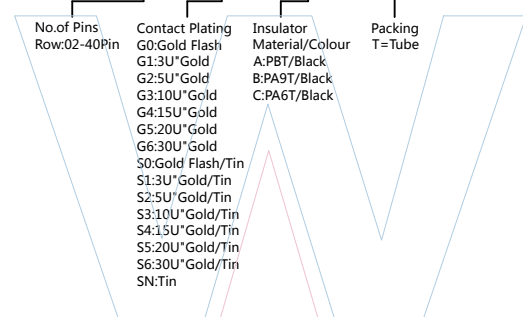 No.of Pins
Row:02-40Pin
Contact Plating
G0:Gold Flash
G1:3U"Gold
G2:5U"Gold
G3:10U"Gold
G4:15U"Gold
G5:20U"Gold
G6:30U"Gold
S0:Gold Flash/Tin
S1:3U"Gold/Tin
S2:5U"Gold/Tin
S3:10U"Gold/Tin
S4:15U"Gold/Tin
S5:20U"Gold/Tin
S6:30U"Gold/Tin
SN:Tin
Insulator
Material/Colour
A:PBT/Black
B:PA9T/Black
C:PA6T/Black
Packing
T=Tube